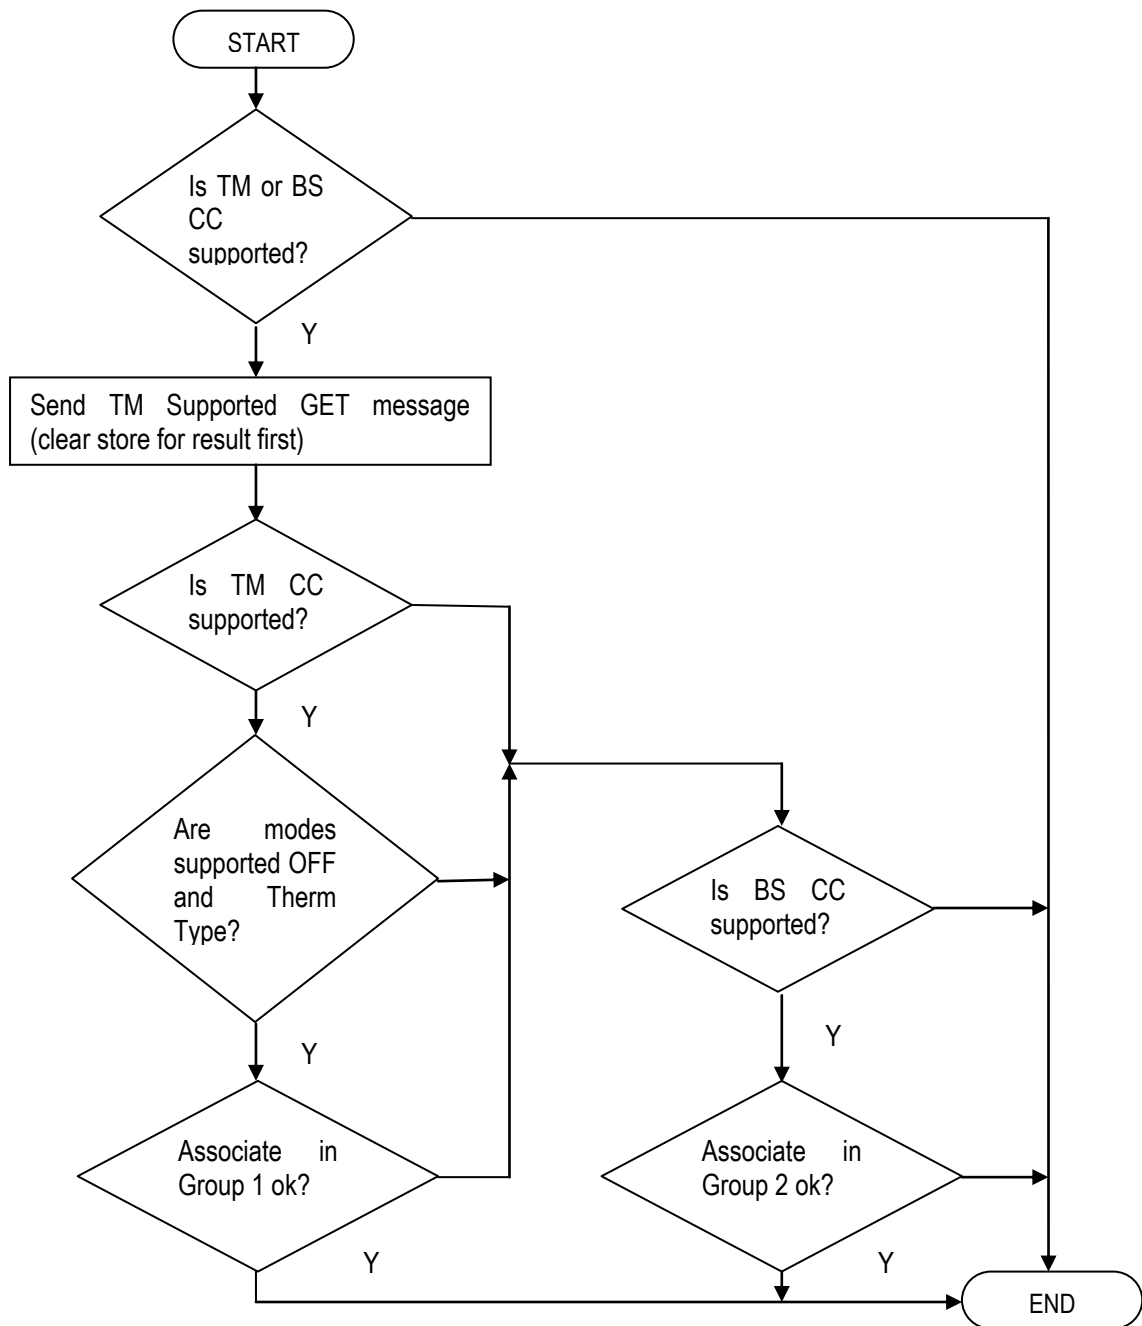 START
Is TM or BS
CC
supported?
Y
Send TM Supported GET message
(clear store for result first)
Is TM CC
supported?
Y
Are modes
supported OFF
and Therm
Type?
Is BS CC
supported?
Y
Y
Associate in
Group 1 ok?
Associate in
Group 2 ok?
Y
Y
END